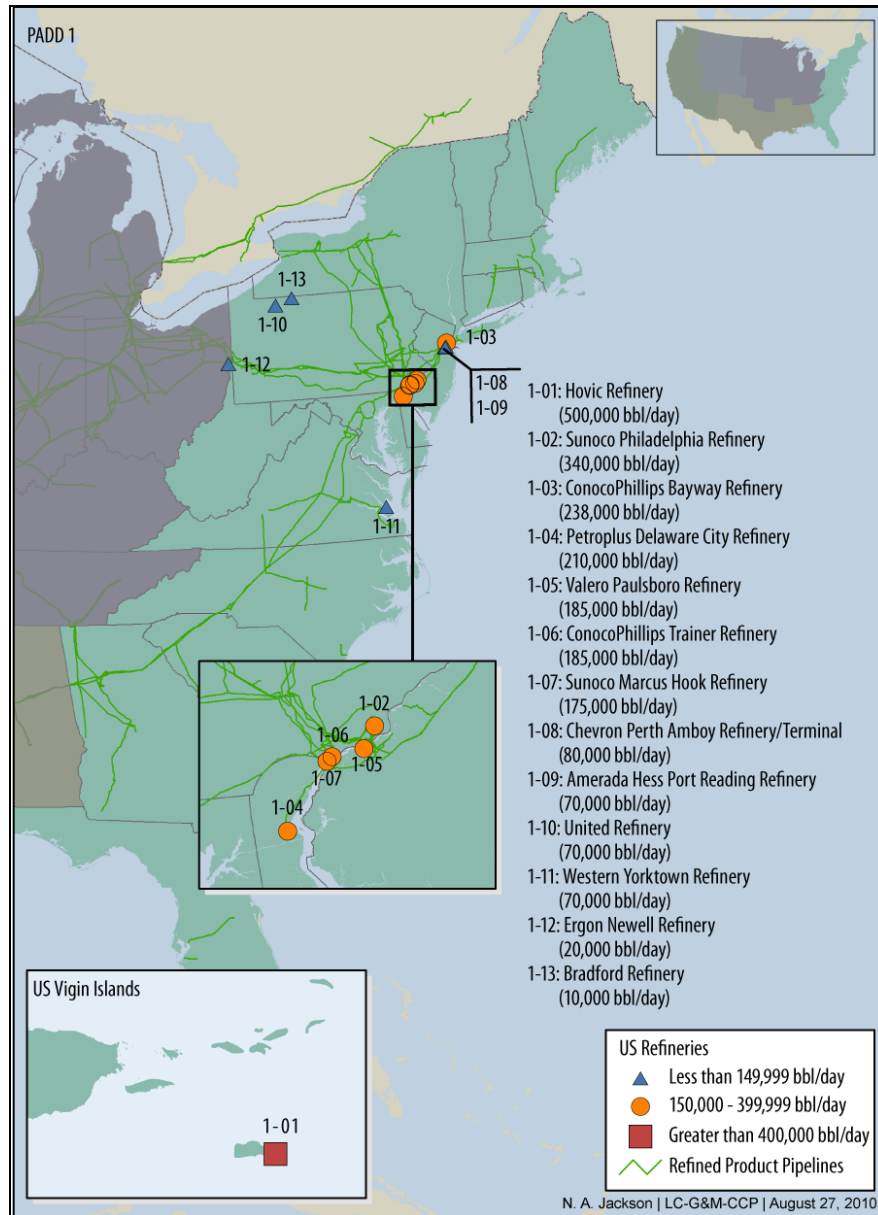 PADD 1
1-13
1-10
1-12
1-03
1-08
1-09
1-11
1-01: Hovic Refinery
(500,000 bbl/day)
1-02: Sunoco Philadelphia Refinery
(340,000 bbl/day)
1-03: ConocoPhillips Bayway Refinery
(238,000 bbl/day)
1-04: Petroplus Delaware City Refinery
(210,000 bbl/day)
1-05: Valero Paulsboro Refinery
(185,000 bbl/day)
1-06: ConocoPhillips Trainer Refinery
(185,000 bbl/day)
1-07: Sunoco Marcus Hook Refinery
(175,000 bbl/day)
1-08: Chevron Perth Amboy Refinery/Terminal
(80,000 bbl/day)
1-09: Amerada Hess Port Reading Refinery
(70,000 bbl/day)
1-10: United Refinery
(70,000 bbl/day)
1-11: Western Yorktown Refinery
(70,000 bbl/day)
1-12: Ergon Newell Refinery
(20,000 bbl/day)
1-13: Bradford Refinery
(10,000 bbl/day)
1-02
1-06
1-05
1-07
1-04
US Vigin Islands
1-01
US Refineries
Less than 149,999 bbl/day
150,000 - 399,999 bbl/day
Greater than 400,000 bbl/day
Refined Product Pipelines
N. A. Jackson | LC-G&M-CCP | August 27, 2010